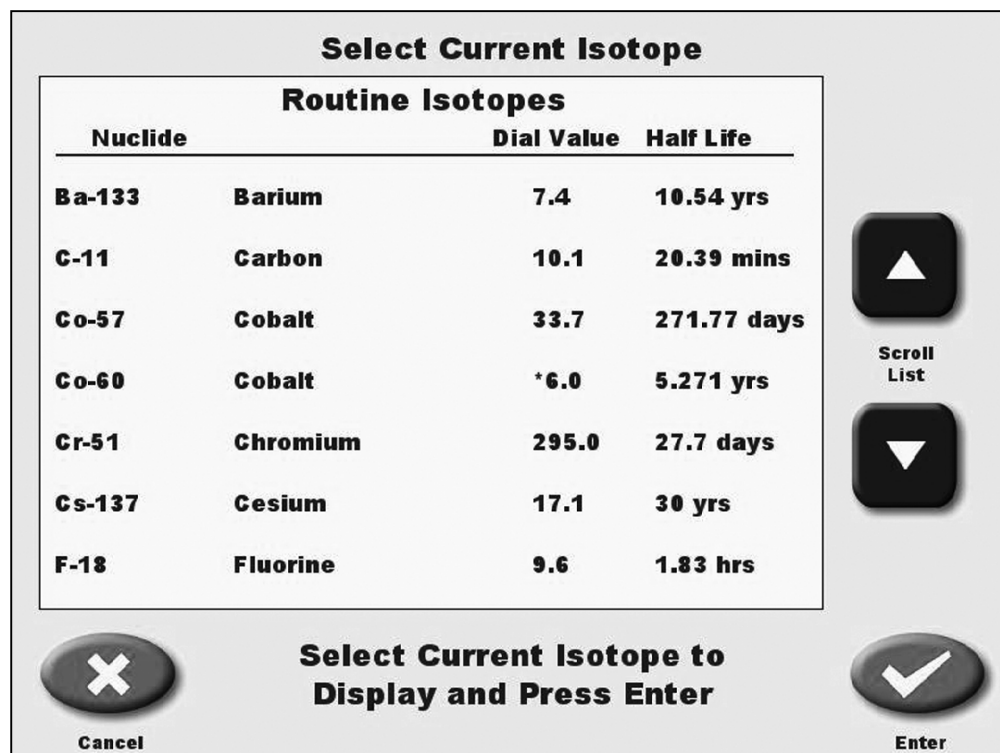 Select Current Isotope
Routine Isotopes
Nuclide Dial Value Half Life
Ba-133 Barium 7.4 10.54 yrs
C-11 Carbon 10.1 20.39 mins
Co-57 Cobalt 33.7 271.77 days
Co-60 Cobalt *6.0 5.271 yrs
Cr-51 Chromium 295.0 27.7 days
Cs-137 Cesium 17.1 30 yrs
F-18 Fluorine 9.6 1.83 hrs
Scroll
List
Select Current Isotope to
Display and Press Enter
Cancel
Enter